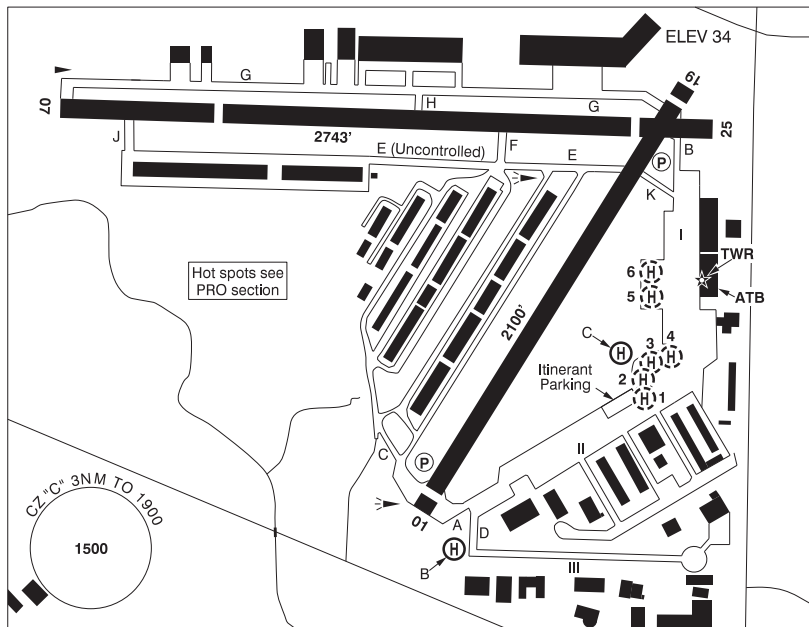 ELEV 34
G
H
G
07
19
25
2743'
J
E (Uncontrolled)
F
E
B
P
K
I
TWR
ATB
Hot spots see
PRO section
6 H
5 H
2100'
C
H
3 H
4 H
Itinerant
Parking
2 H
H 1
C
P
II
01
A
D
H
B
III
CZ "C" 3NM TO 1900
1500